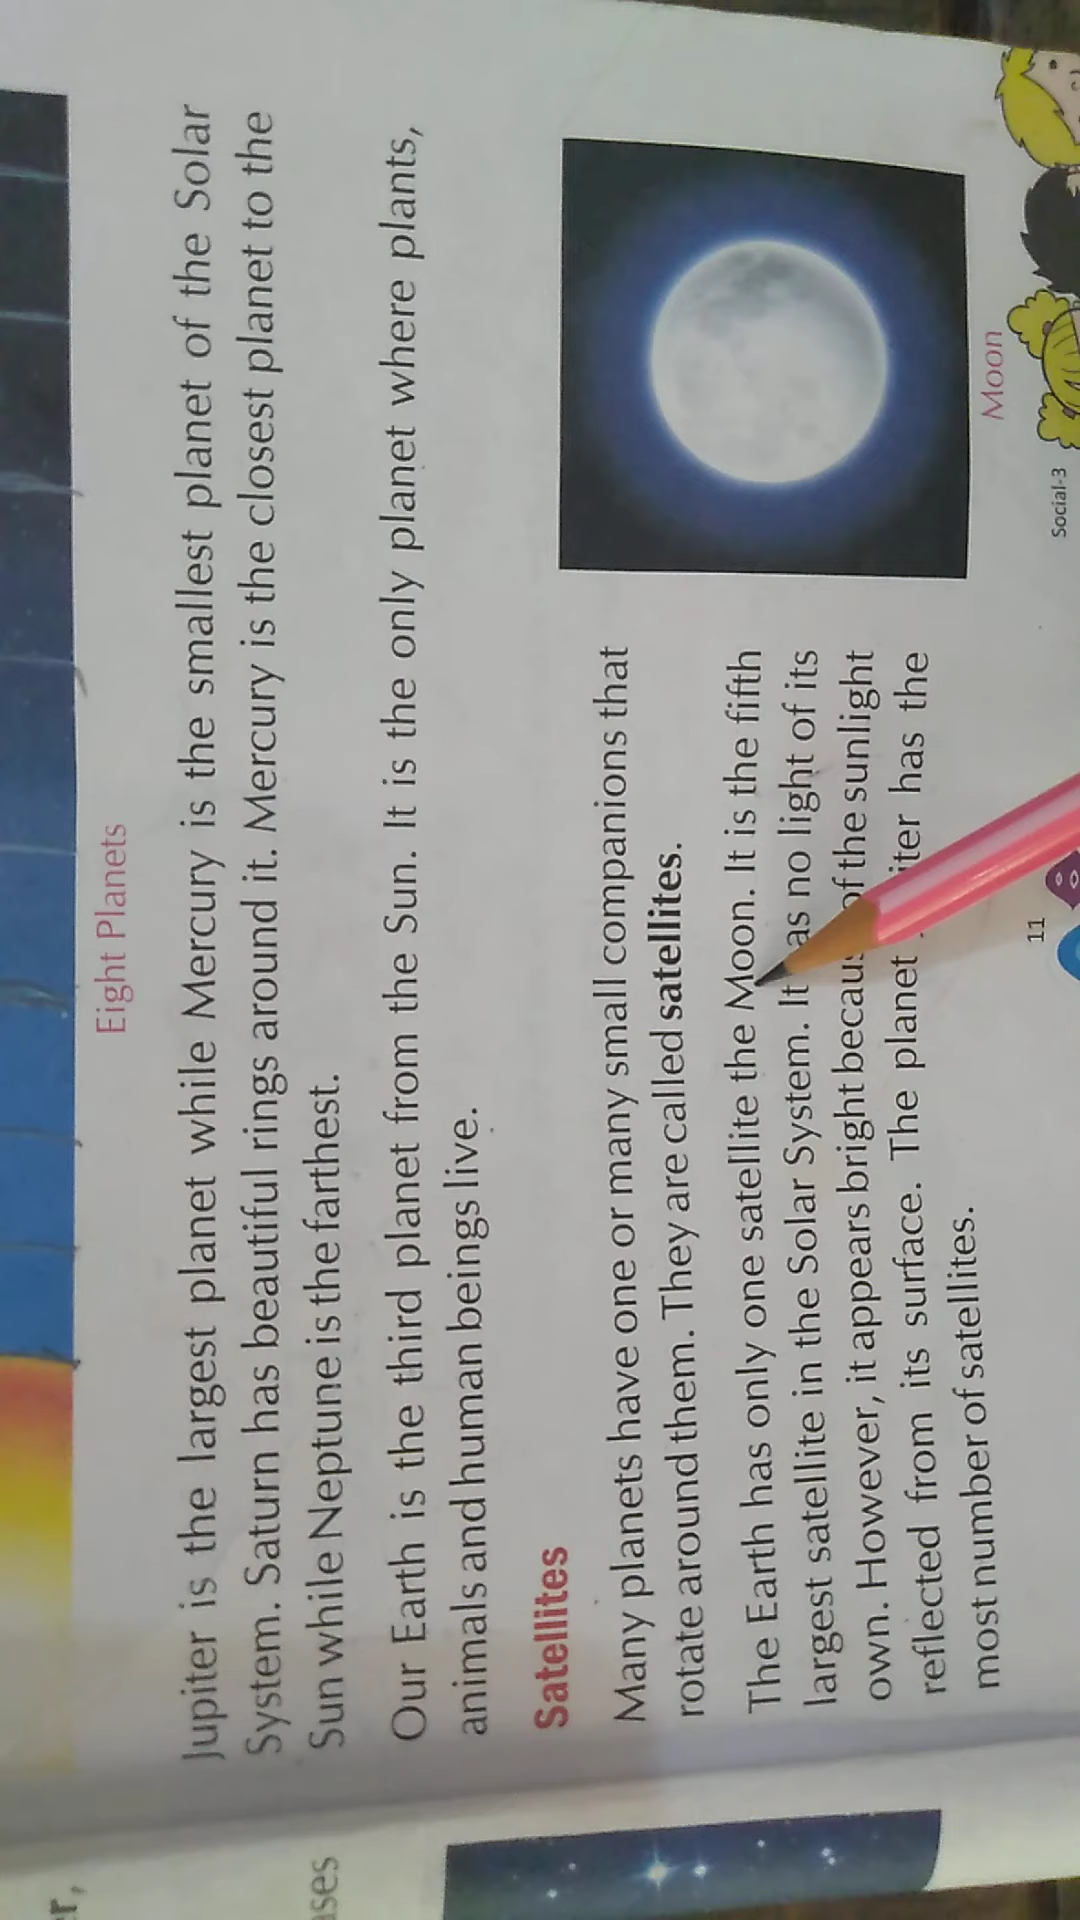 Eight Planets
Jupiter is the largest planet while Mercury is the smallest planet of the Solar
System. Saturn has beautiful rings around it. Mercury is the closest planet to the
Sun while Neptune is the farthest.
Our Earth is the third planet from the Sun. It is the only planet where plants,
animals and human beings live.
Satellites
Many planets have one or many small companions that
rotate around them. They are called satellites.
The Earth has only one satellite the Moon. It is the fifth
largest satellite in the Solar System. It as no light of its
own. However, it appears bright becaus of the sunlight
reflected from its surface. The planet iter has the
most number of satellites.
Moon
11
Social-3